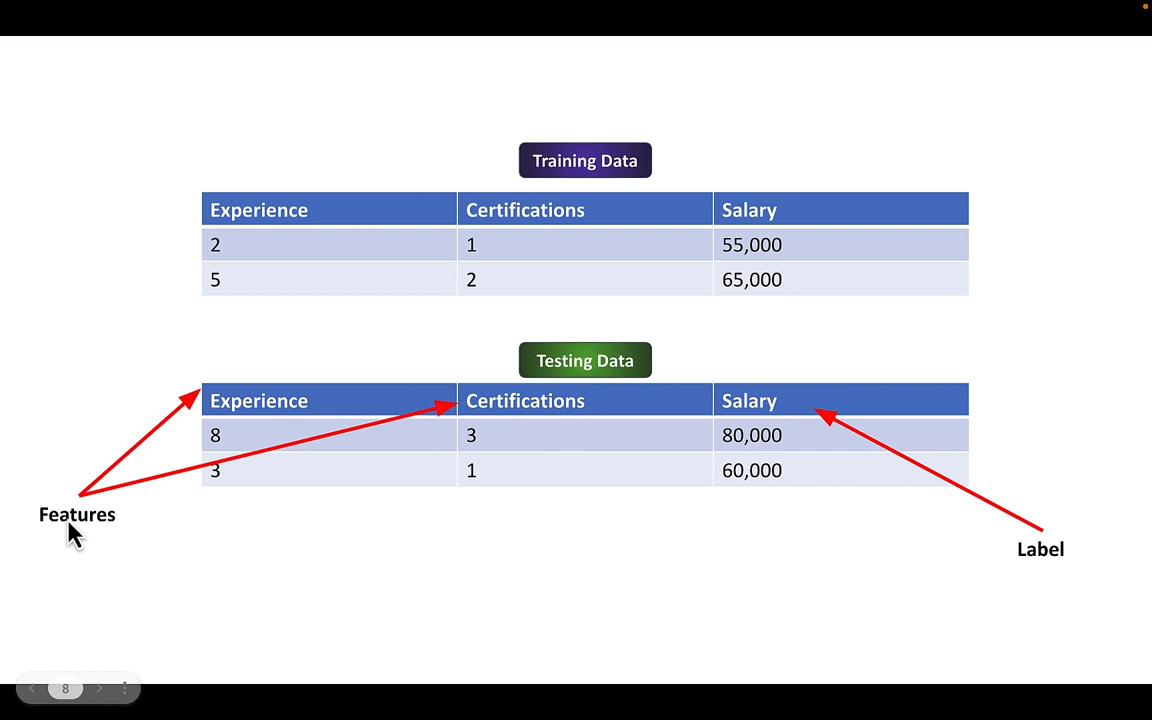 Training Data
Experience Certifications Salary
2 1 55,000
5 2 65,000
Testing Data
Experience Certifications Salary
8 3 80,000
3 1 60,000
Features
Label
8